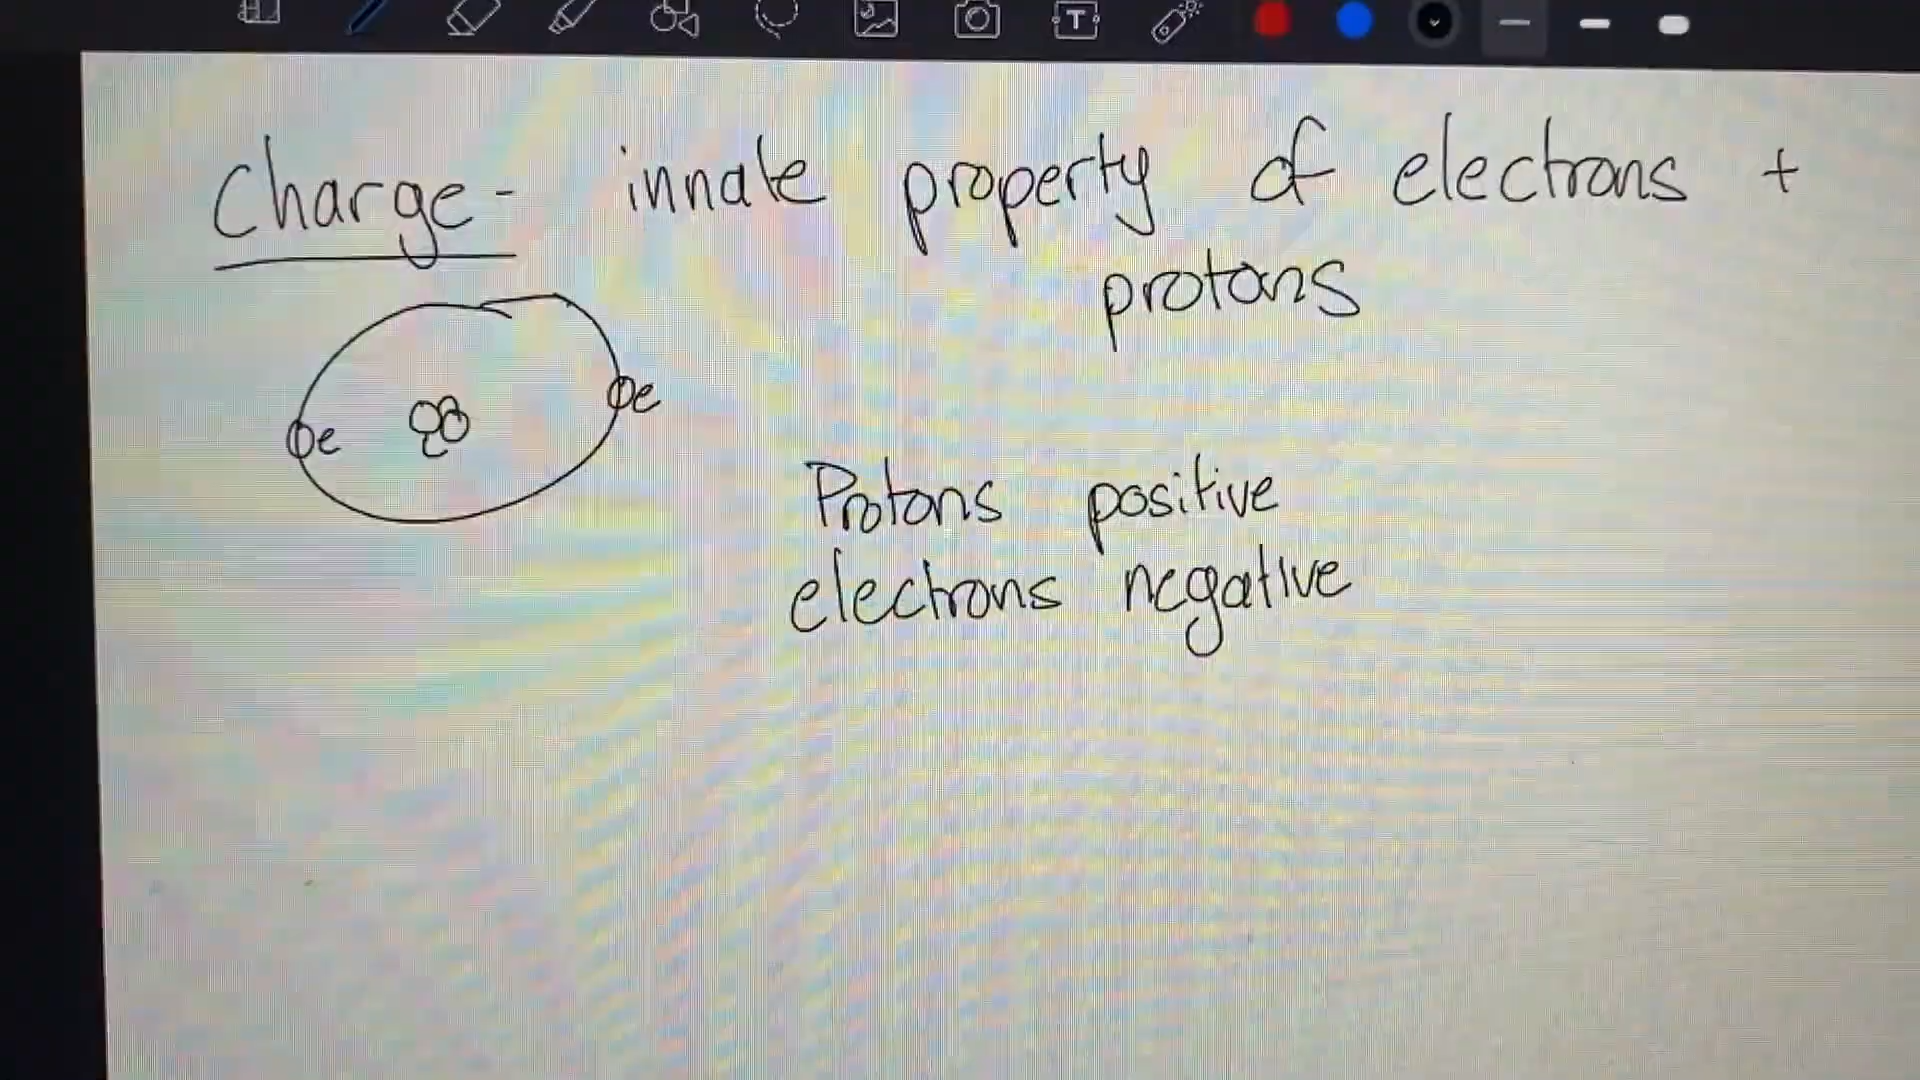 Charge - innate property of electrons +
protons
e
e
Protons positive
electrons negative
T